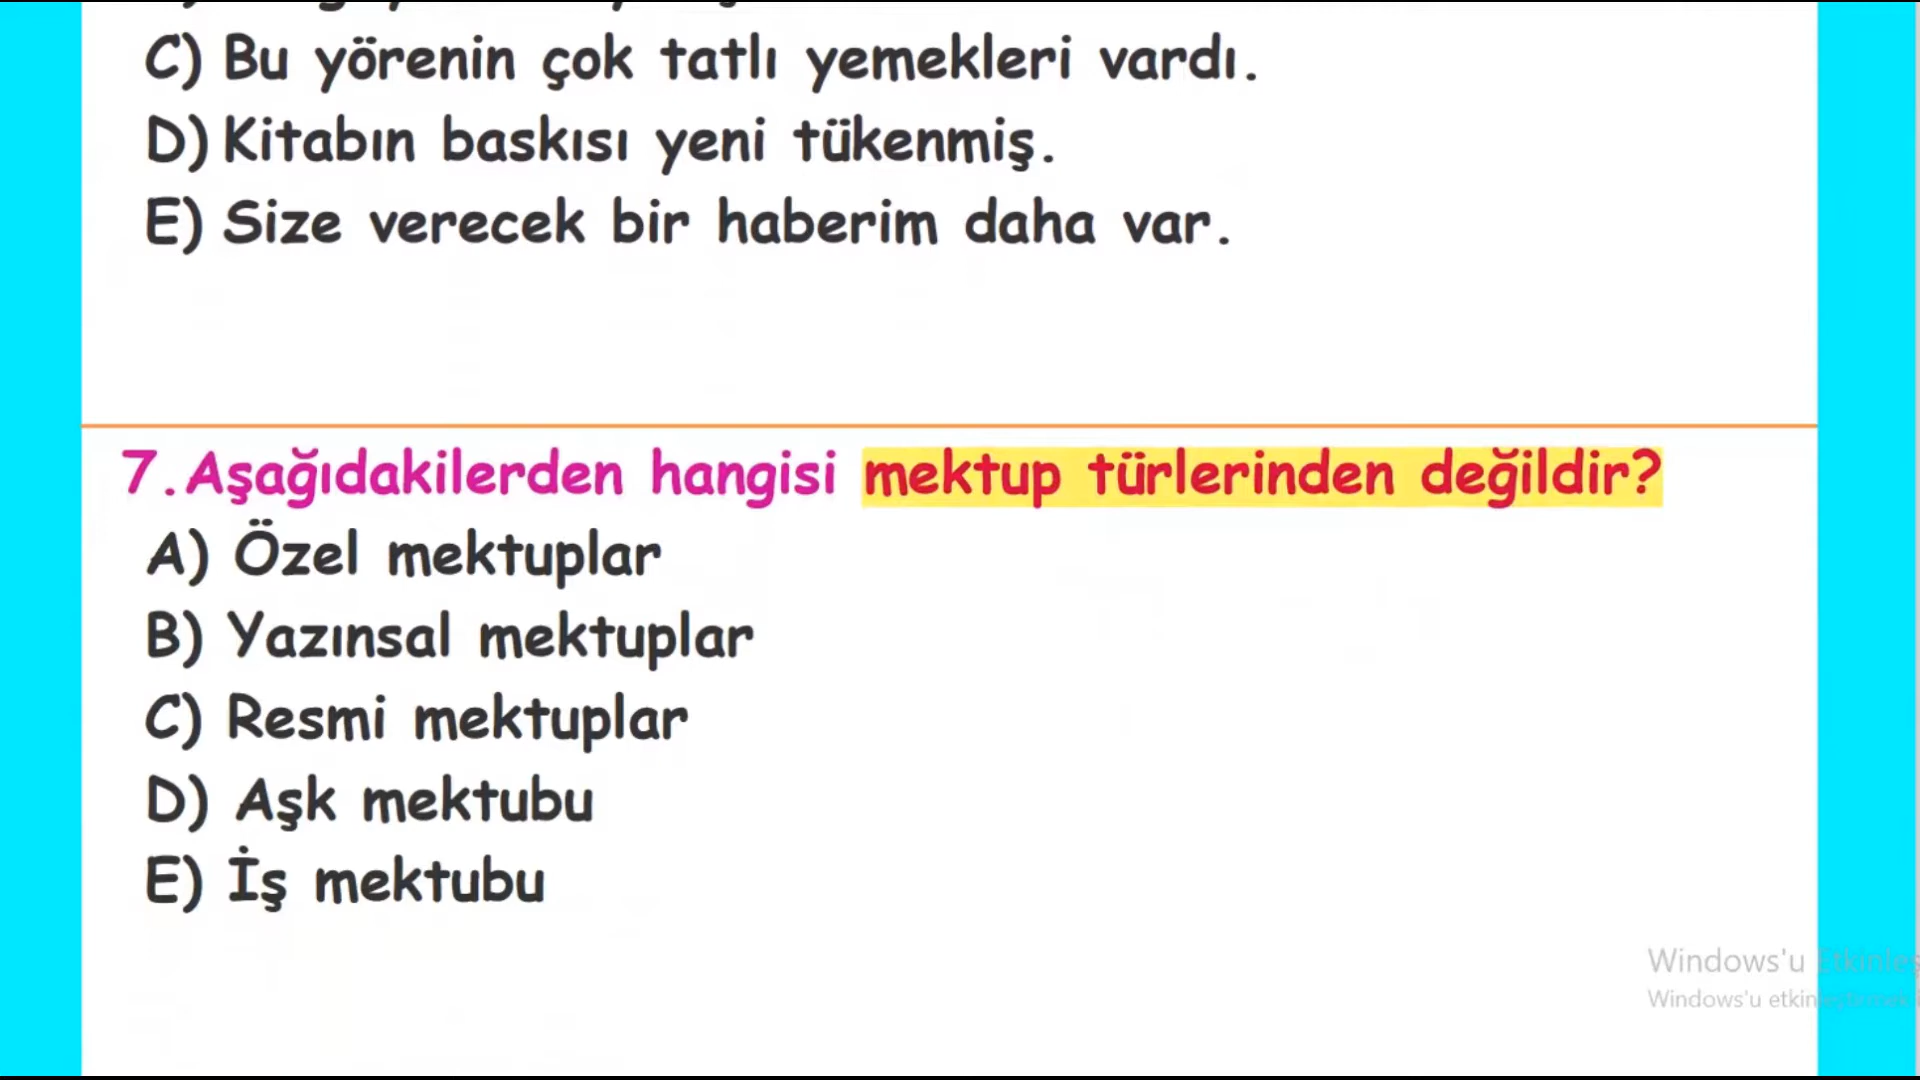 C) Bu yörenin çok tatlı yemekleri vardı.
D) Kitabın baskısı yeni tükenmiş.
E) Size verecek bir haberim daha var.
7. Aşağıdakilerden hangisi mektup türlerinden değildir?
A) Özel mektuplar
B) Yazınsal mektuplar
C) Resmi mektuplar
D) Aşk mektubu
E) İş mektubu
Windows'u
Windows'u